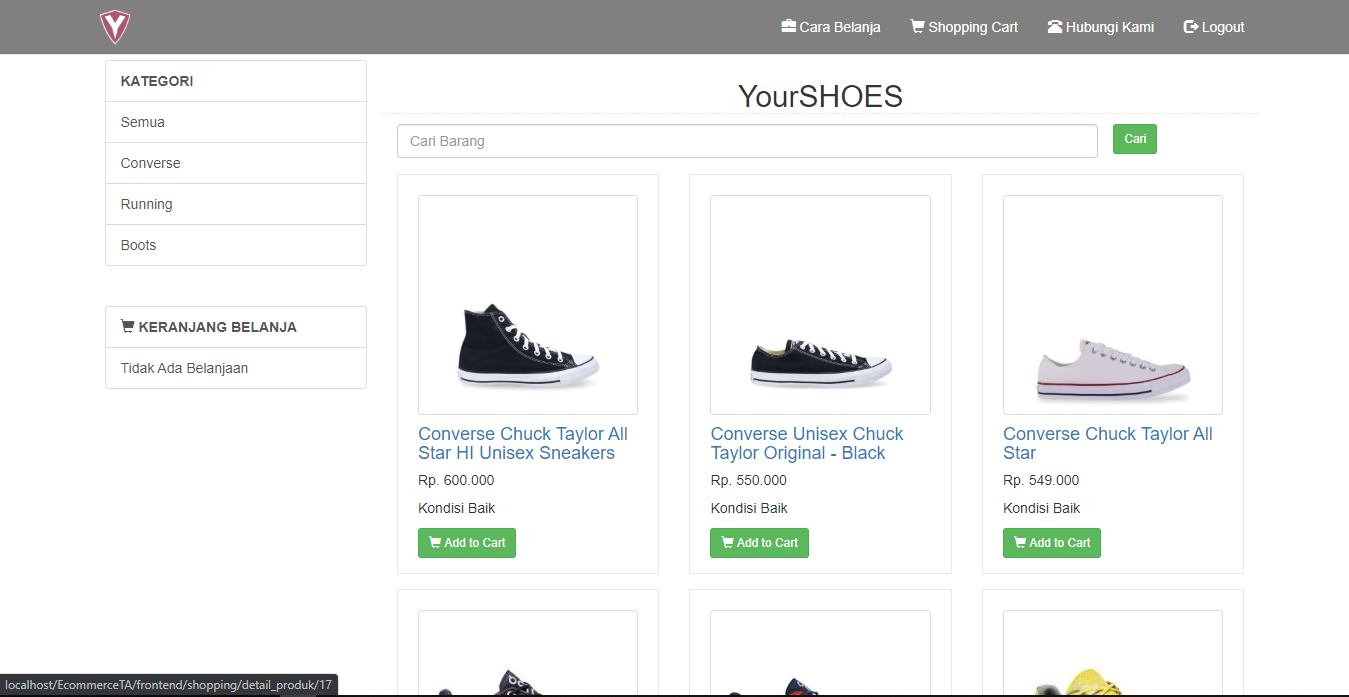 Cara Belanja
Shopping Cart
Hubungi Kami
Logout
KATEGORI
Semua
Converse
Running
Boots
KERANJANG BELANJA
Tidak Ada Belanjaan
YourSHOES
Cari Barang
Cari
Converse Chuck Taylor All
Star HI Unisex Sneakers
Rp. 600.000
Kondisi Baik
Add to Cart
Converse Unisex Chuck
Taylor Original - Black
Rp. 550.000
Kondisi Baik
Add to Cart
Converse Chuck Taylor All
Star
Rp. 549.000
Kondisi Baik
Add to Cart
localhost/EcommerceTA/frontend/shopping/detail_produk/17